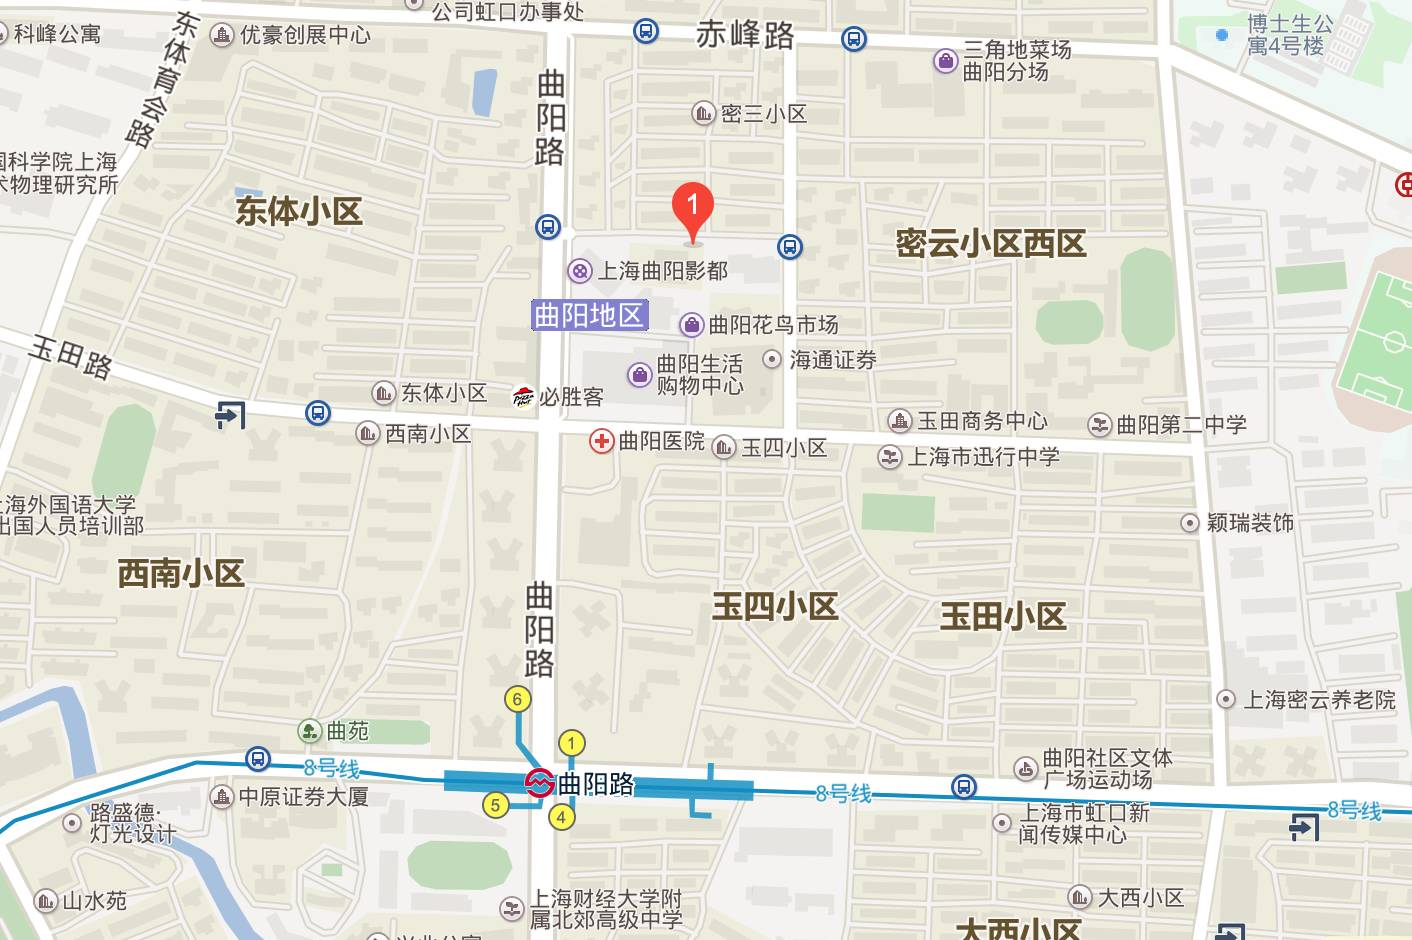 公司虹口办事处
科峰公寓
东体育会路
优豪创展中心
赤峰路
三角地菜场
曲阳分场
博士生公
寓4号楼
曲阳路
密三小区
国科学院上海
术物理研究所
东体小区
1
密云小区西区
上海曲阳影都
曲阳地区
曲阳花鸟市场
玉田路
曲阳生活
购物中心
海通证券
东体小区
必胜客
Pizza
Hut
西南小区
曲阳医院
玉四小区
玉田商务中心
曲阳第二中学
上海市迅行中学
上海外国语大学
出国人员培训部
颖瑞装饰
西南小区
曲阳路
玉四小区
玉田小区
6
上海密云养老院
曲苑
1
8号线
曲阳路
曲阳社区文体
广场运动场
8号线
8号线
中原证券大厦
5
4
路盛德·
灯光设计
上海市虹口新
闻传媒中心
山水苑
上海财经大学附
属北郊高级中学
大西小区
大西小区